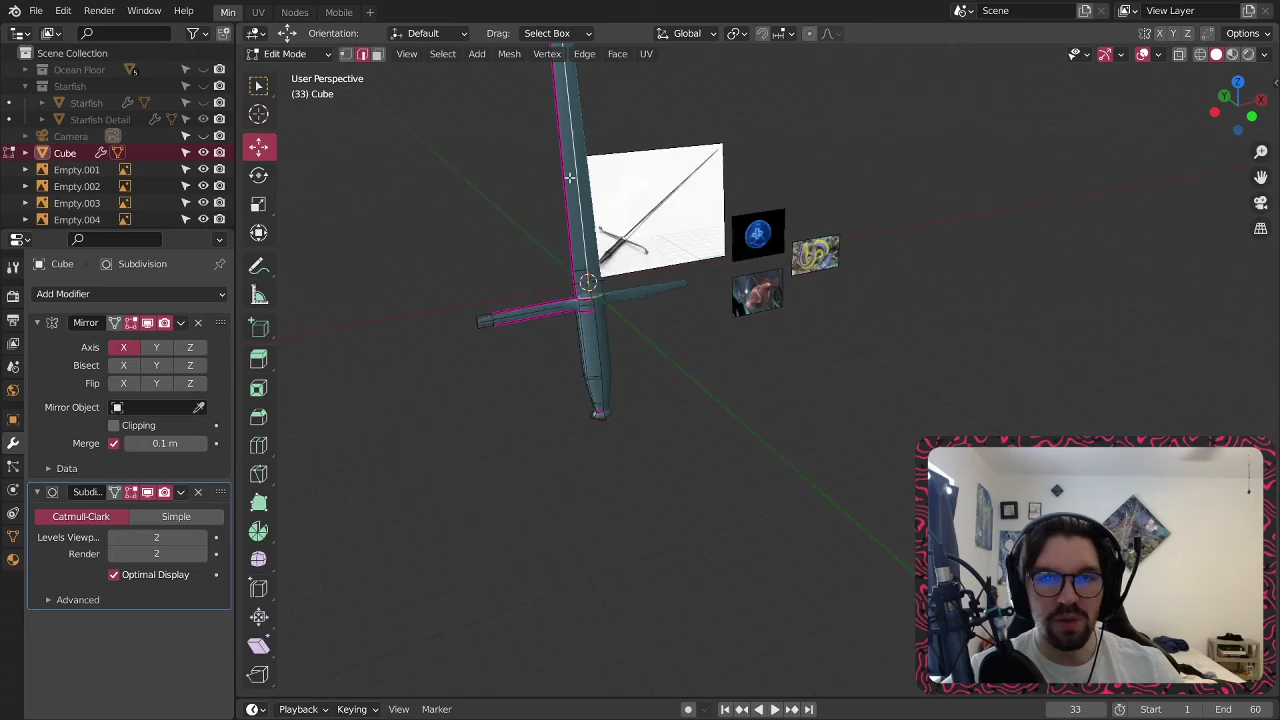 File Edit Render Window Help Min UV Nodes Mobile + Scene View Layer
Orientation: Default Drag: Select Box Global X Y Z Options
Scene Collection
Edit Mode View Select Add Mesh Vertex Edge Face UV
Ocean Floor 5
Starfish
Starfish
Starfish Detail
Camera
Cube
Empty.001
Empty.002
Empty.003
Empty.004
User Perspective
(33) Cube
Z
Y
X
Cube Subdivision
Add Modifier
Mirror
Axis X Y Z
Bisect X Y Z
Flip X Y Z
Mirror Object
Clipping
Merge 0.1 m
Data
Subdi...
Catmull-Clark Simple
Levels Viewp... 2
Render 2
Optimal Display
Advanced
Playback Keying View Marker 33 Start 1 End 60